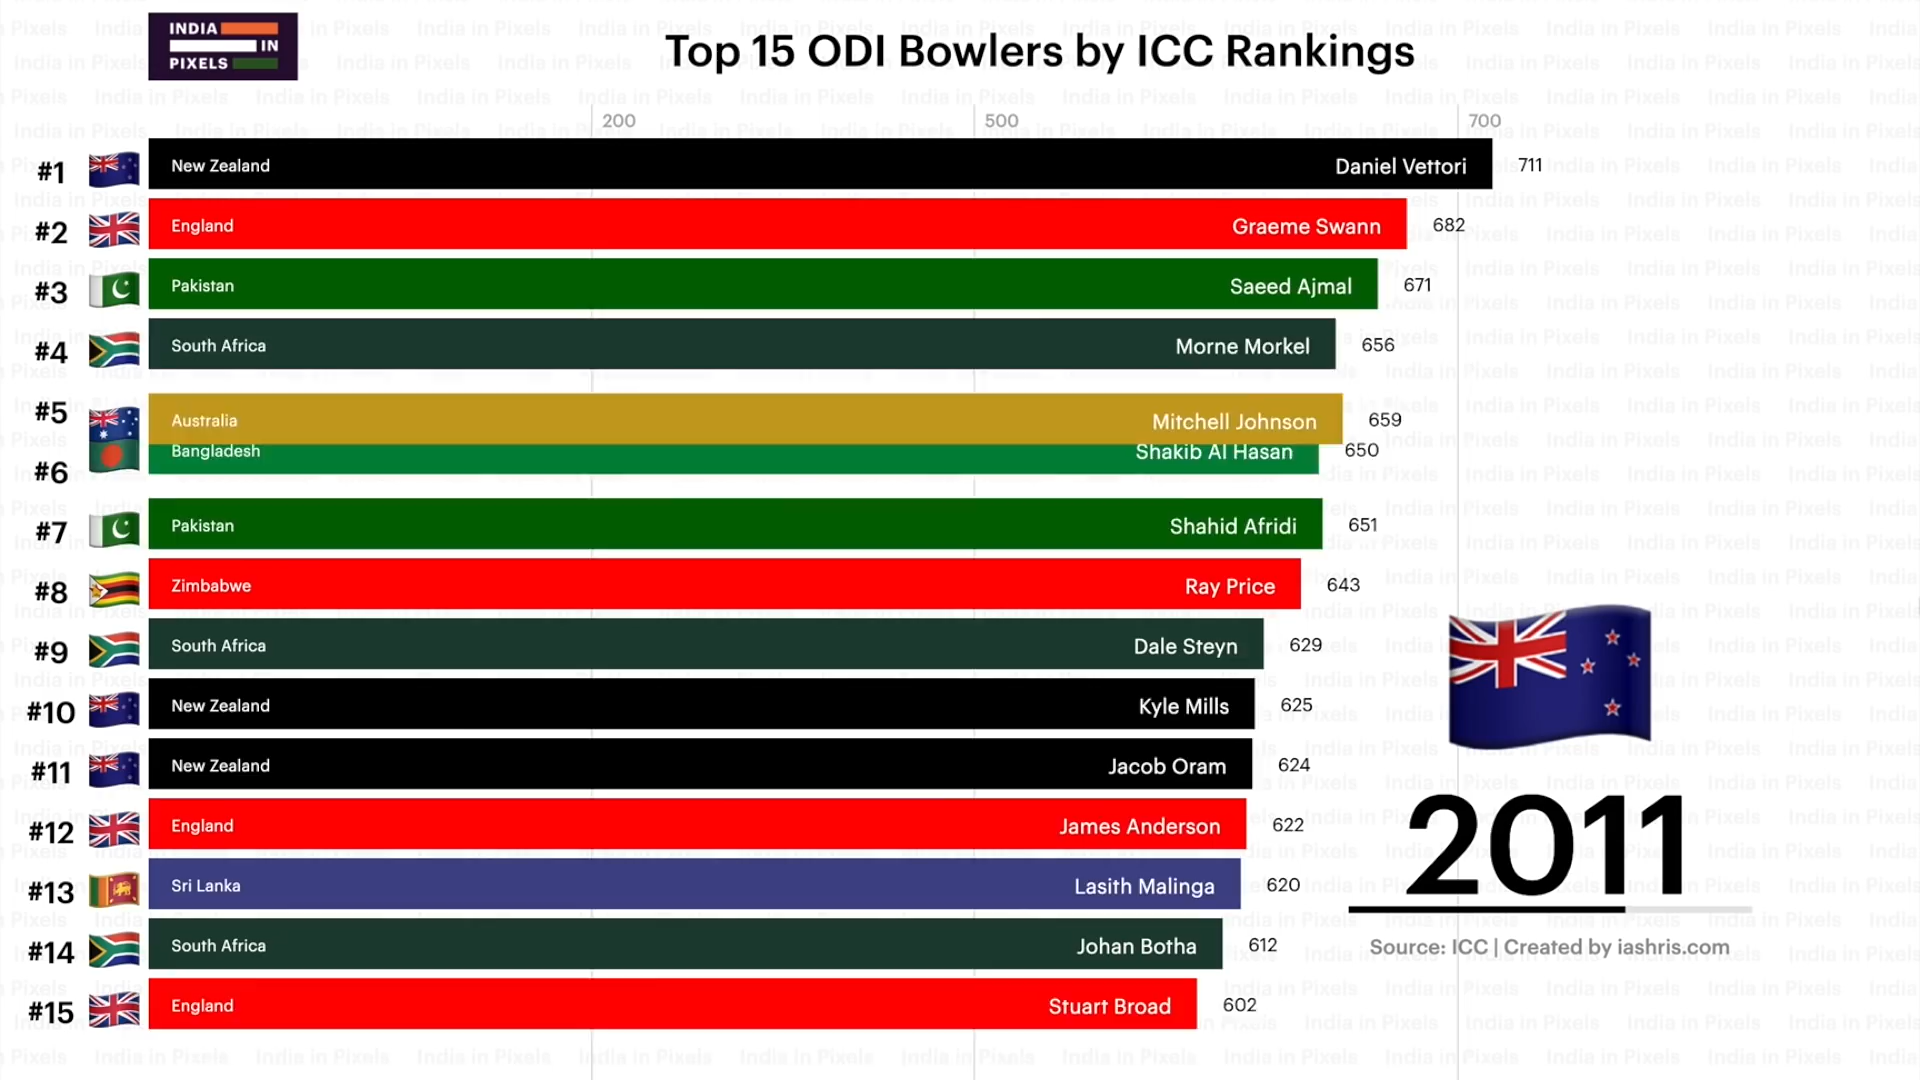 INDIA
IN
PIXELS
Top 15 ODI Bowlers by ICC Rankings
200 500 700
#1 New Zealand Daniel Vettori 711
#2 England Graeme Swann 682
#3 Pakistan Saeed Ajmal 671
#4 South Africa Morne Morkel 656
#5 Australia Mitchell Johnson 659
#6 Bangladesh Shakib Al Hasan 650
#7 Pakistan Shahid Afridi 651
#8 Zimbabwe Ray Price 643
#9 South Africa Dale Steyn 629
#10 New Zealand Kyle Mills 625
#11 New Zealand Jacob Oram 624
#12 England James Anderson 622
#13 Sri Lanka Lasith Malinga 620
#14 South Africa Johan Botha 612
#15 England Stuart Broad 602
2011
Source: ICC | Created by iashris.com
India in Pixels